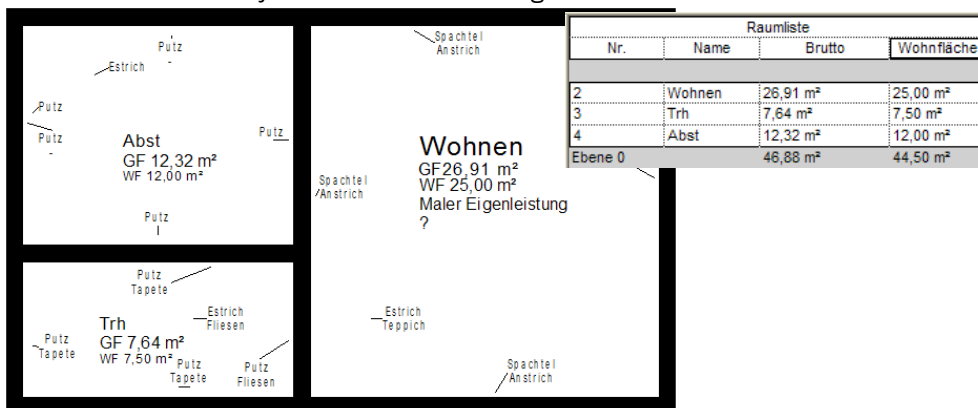 Putz
Estrich
Putz
Putz
Putz
Abst
GF 12,32 m²
WF 12,00 m²
Putz
Putz
Tapete
Estrich
Fliesen
Trh
GF 7,64 m²
WF 7,50 m²
Putz
Tapete
Putz
Tapete
Putz
Fliesen
Spachtel
Anstrich
Wohnen
GF26,91 m²
WF 25,00 m²
Maler Eigenleistung
?
Spachtel
Anstrich
Estrich
Teppich
Spachtel
Anstrich
Raumliste
Nr. Name Brutto Wohnfläche
2 Wohnen 26,91 m² 25,00 m²
3 Trh 7,64 m² 7,50 m²
4 Abst 12,32 m² 12,00 m²
Ebene 0 46,88 m² 44,50 m²